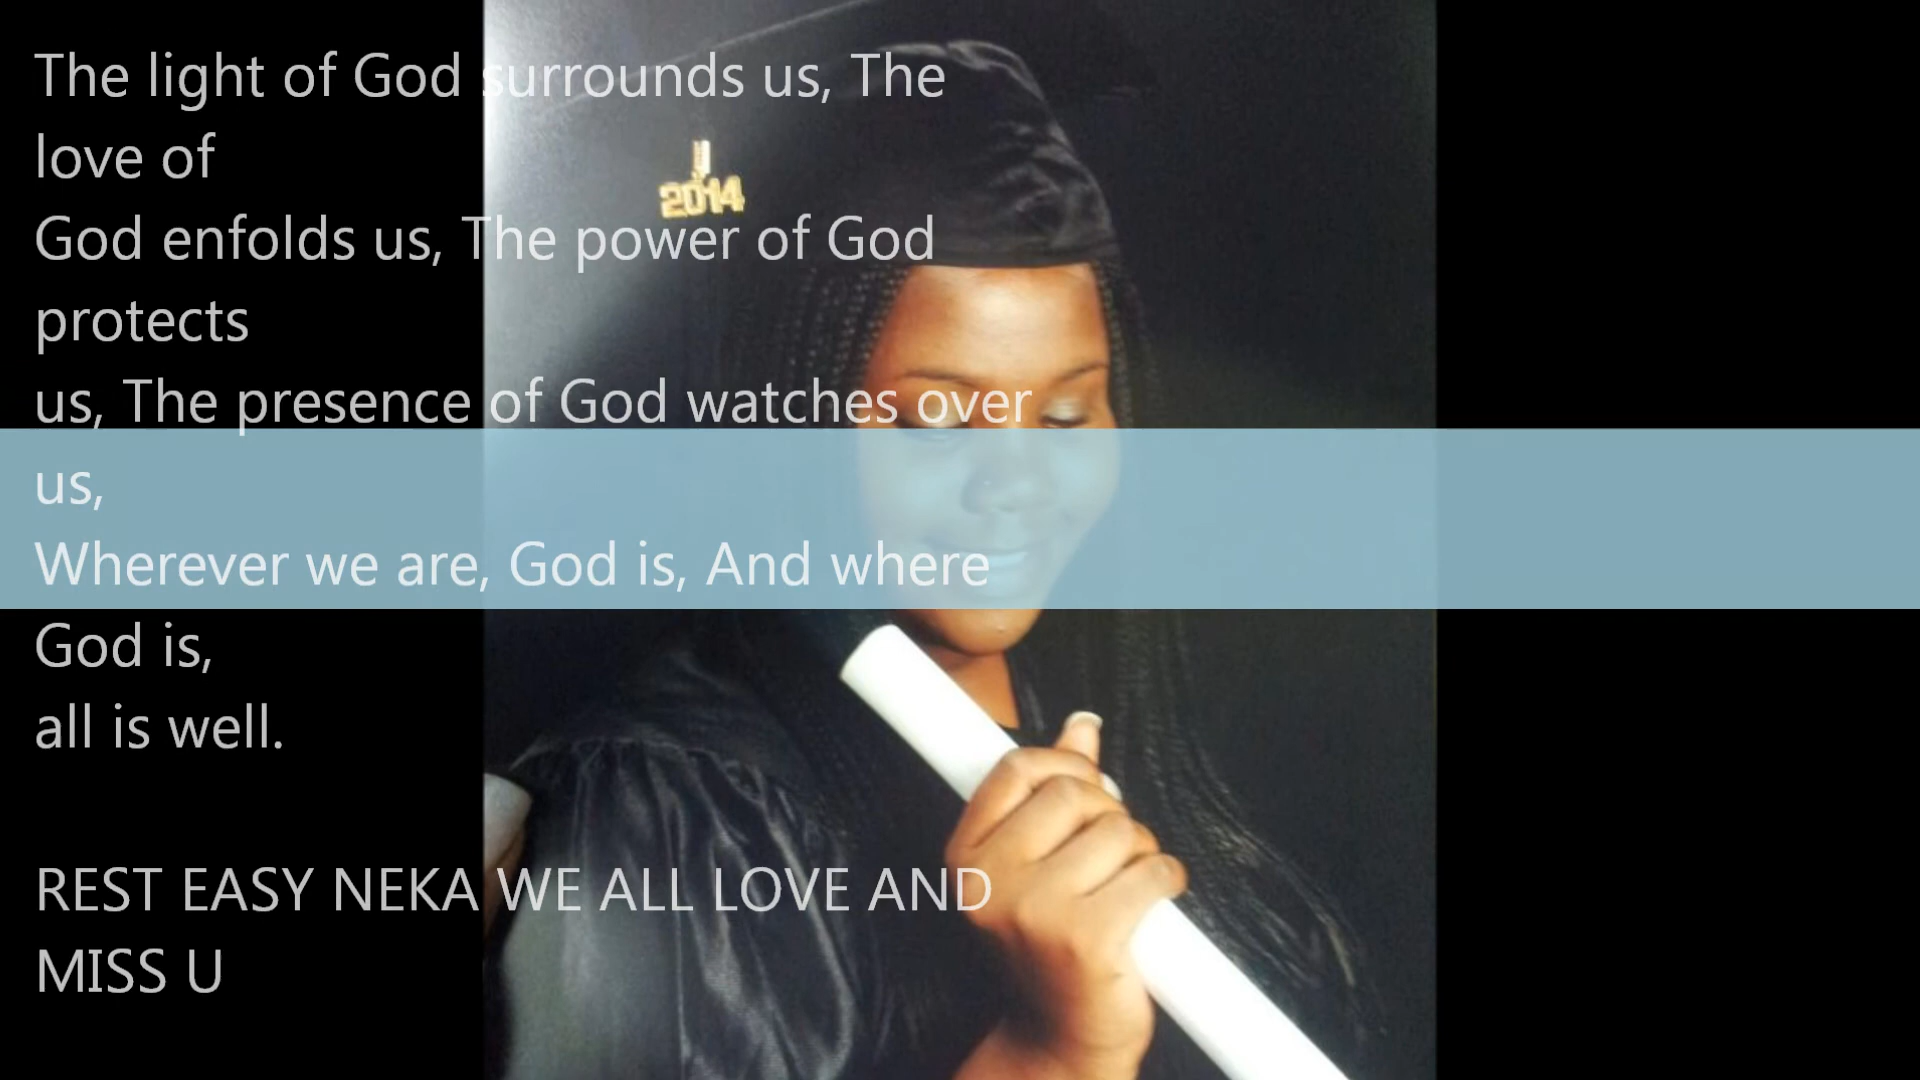 The light of God surrounds us, The
love of
God enfolds us, The power of God
protects
us, The presence of God watches over
us,
Wherever we are, God is, And where
God is,
all is well.
REST EASY NEKA WE ALL LOVE AND
MISS U
2014